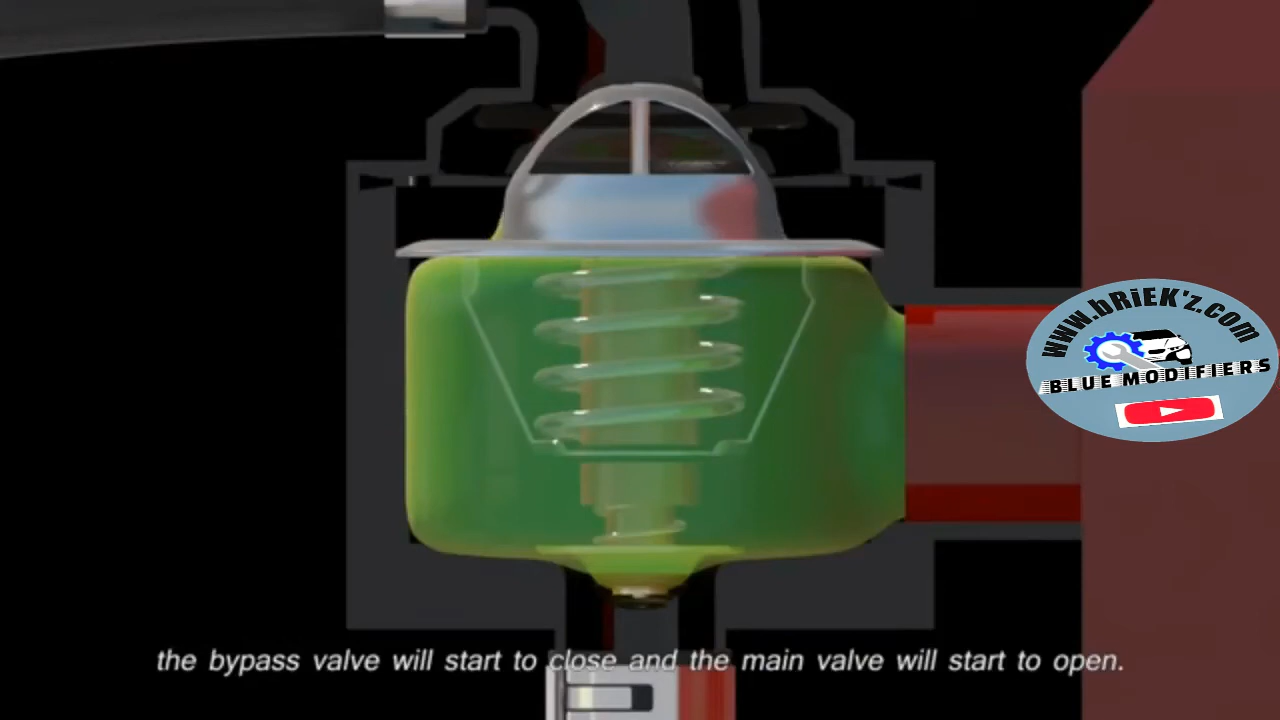 www.bRiEK'z.com
BLUE MODIFIERS
the bypass valve will start to close and the main valve will start to open.